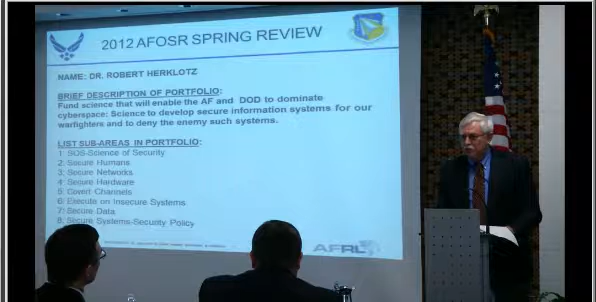 2012 AFOSR SPRING REVIEW
NAME: DR. ROBERT HERKLOTZ
BRIEF DESCRIPTION OF PORTFOLIO:
Fund science that will enable the AF and DOD to dominate
cyberspace: Science to develop secure information systems for our
warfighters and to deny the enemy such systems.
LIST SUB-AREAS IN PORTFOLIO:
1: SOS-Science of Security
2: Secure Humans
3: Secure Networks
4: Secure Hardware
5: Covert Channels
6: Execute on Insecure Systems
7: Secure Data
8: Secure Systems-Security Policy
AFRL